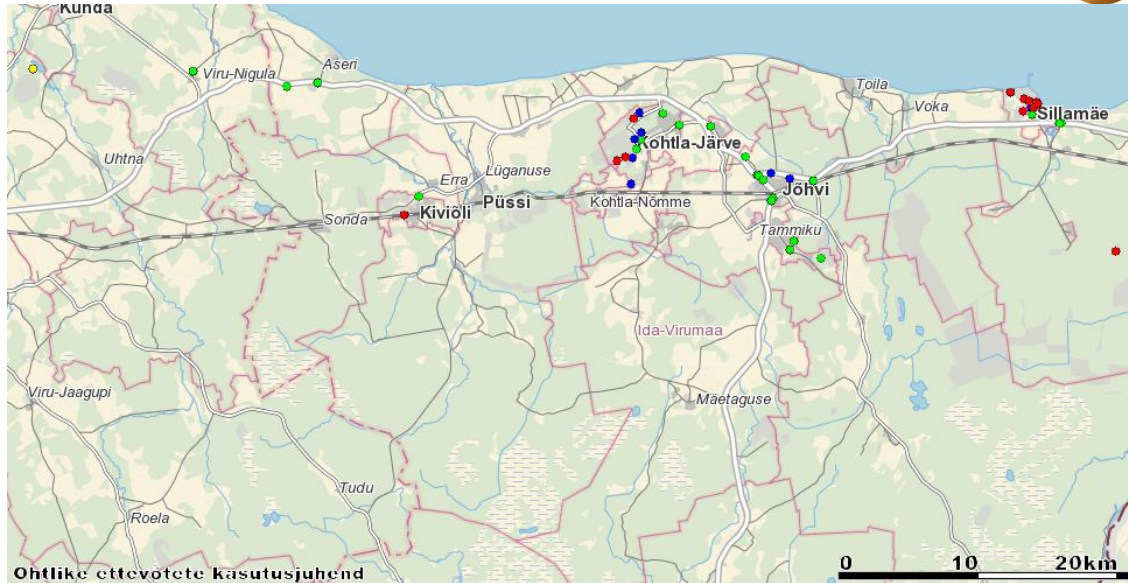 Kunda
Viru-Nigula
Aseri
Toila
Voka
Sillamäe
Kohtla-Järve
Uhtna
Lüganuse
Erra
Püssi
Jõhvi
Kohtla-Nõmme
Kiviõli
Sonda
Tammiku
Ida-Virumaa
Viru-Jaagupi
Mäetaguse
Tudu
Roela
0 10 20km
Ohtlike ettevõtete kasutusjuhend